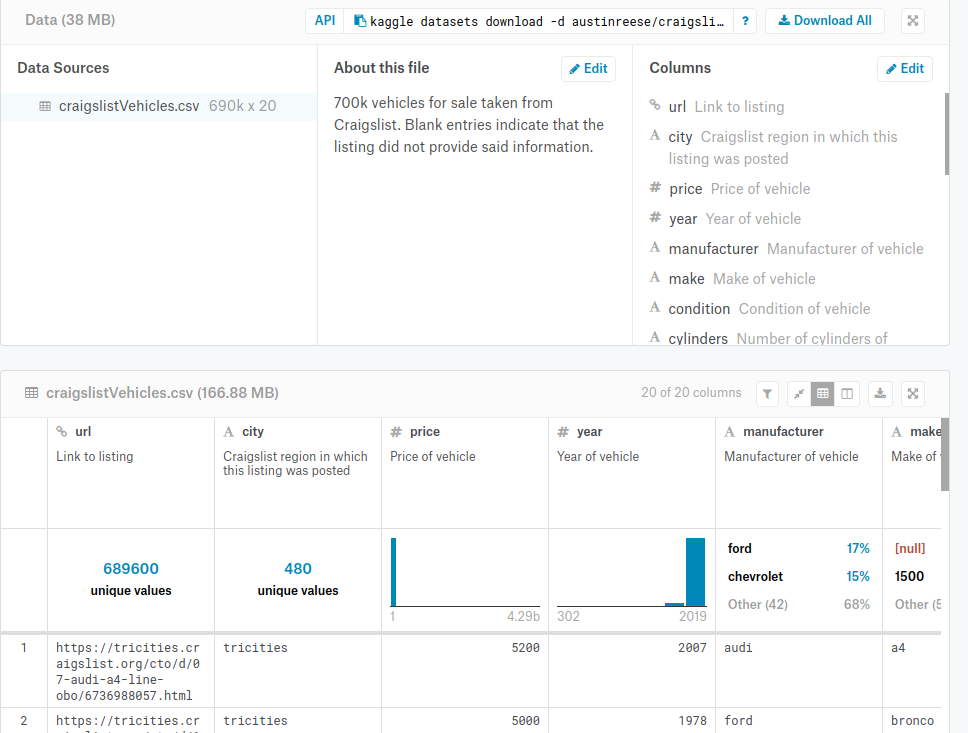 Data (38 MB)
API kaggle datasets download -d austinreese/craigsli… ? Download All
Data Sources
craigslistVehicles.csv 690k x 20
About this file Edit
700k vehicles for sale taken from
Craigslist. Blank entries indicate that the
listing did not provide said information.
Columns Edit
url Link to listing
A city Craigslist region in which this
listing was posted
# price Price of vehicle
# year Year of vehicle
A manufacturer Manufacturer of vehicle
A make Make of vehicle
A condition Condition of vehicle
A cylinders Number of cylinders of
craigslistVehicles.csv (166.88 MB)
20 of 20 columns
url
Link to listing
A city
Craigslist region in which
this listing was posted
# price
Price of vehicle
# year
Year of vehicle
A manufacturer
Manufacturer of vehicle
A make
Make of
689600
unique values
480
unique values
1 4.29b
302 2019
ford 17%
chevrolet 15%
Other (42) 68%
[null]
1500
Other (5
1
https://tricities.cr
aigslist.org/cto/d/0
7-audi-a4-line-
obo/6736988057.html
tricities
5200
2007
audi
a4
2
https://tricities.cr
tricities
5000
1978
ford
bronco